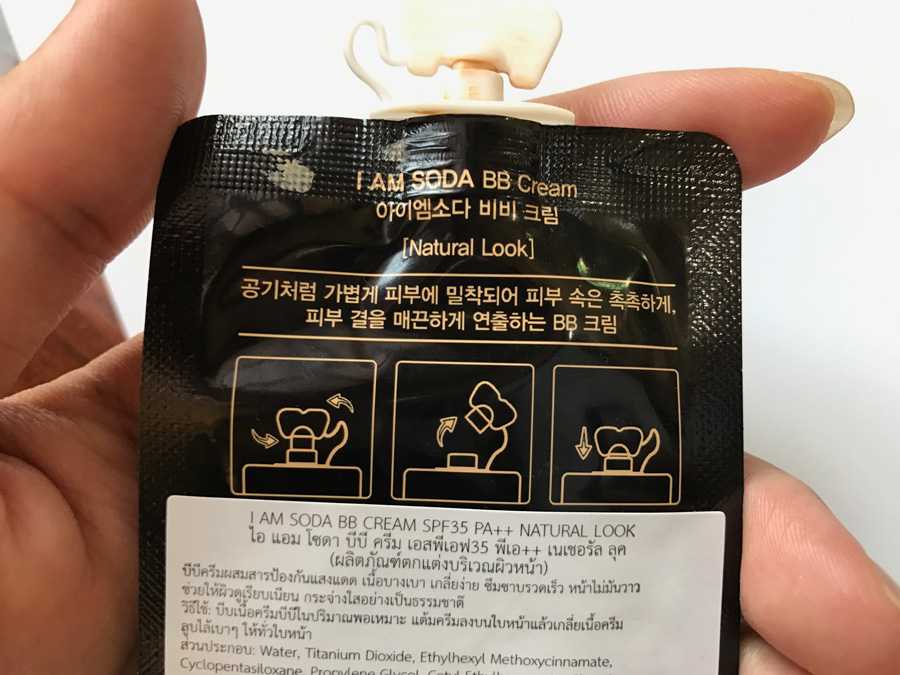 I AM SODA BB Cream
아이엠소다 비비 크림
[Natural Look]
공기처럼 가볍게 피부에 밀착되어 피부 속은 촉촉하게,
피부 결을 매끈하게 연출하는 BB 크림
I AM SODA BB CREAM SPF35 PA++ NATURAL LOOK
ไอ แอม โซดา บีบี ครีม เอสพีเอฟ35 พีเอ++ เนเชอรัล ลุค
(ผลิตภัณฑ์ตกแต่งบริเวณผิวหน้า)
บีบีครีมผสมสารป้องกันแสงแดด เนื้อบางเบา เกลี่ยง่าย ซึมซาบรวดเร็ว หน้าไม่มันวาว
ช่วยให้ผิวดูเรียบเนียน กระจ่างใสอย่างเป็นธรรมชาติ
วิธีใช้: บีบเนื้อครีมบีบีในปริมาณพอเหมาะ แต้มครีมลงบนใบหน้าแล้วเกลี่ยเนื้อครีม
ลูบไล้เบาๆ ให้ทั่วใบหน้า
ส่วนประกอบ: Water, Titanium Dioxide, Ethylhexyl Methoxycinnamate,
Cyclopentasiloxane, Propylene Glycol,